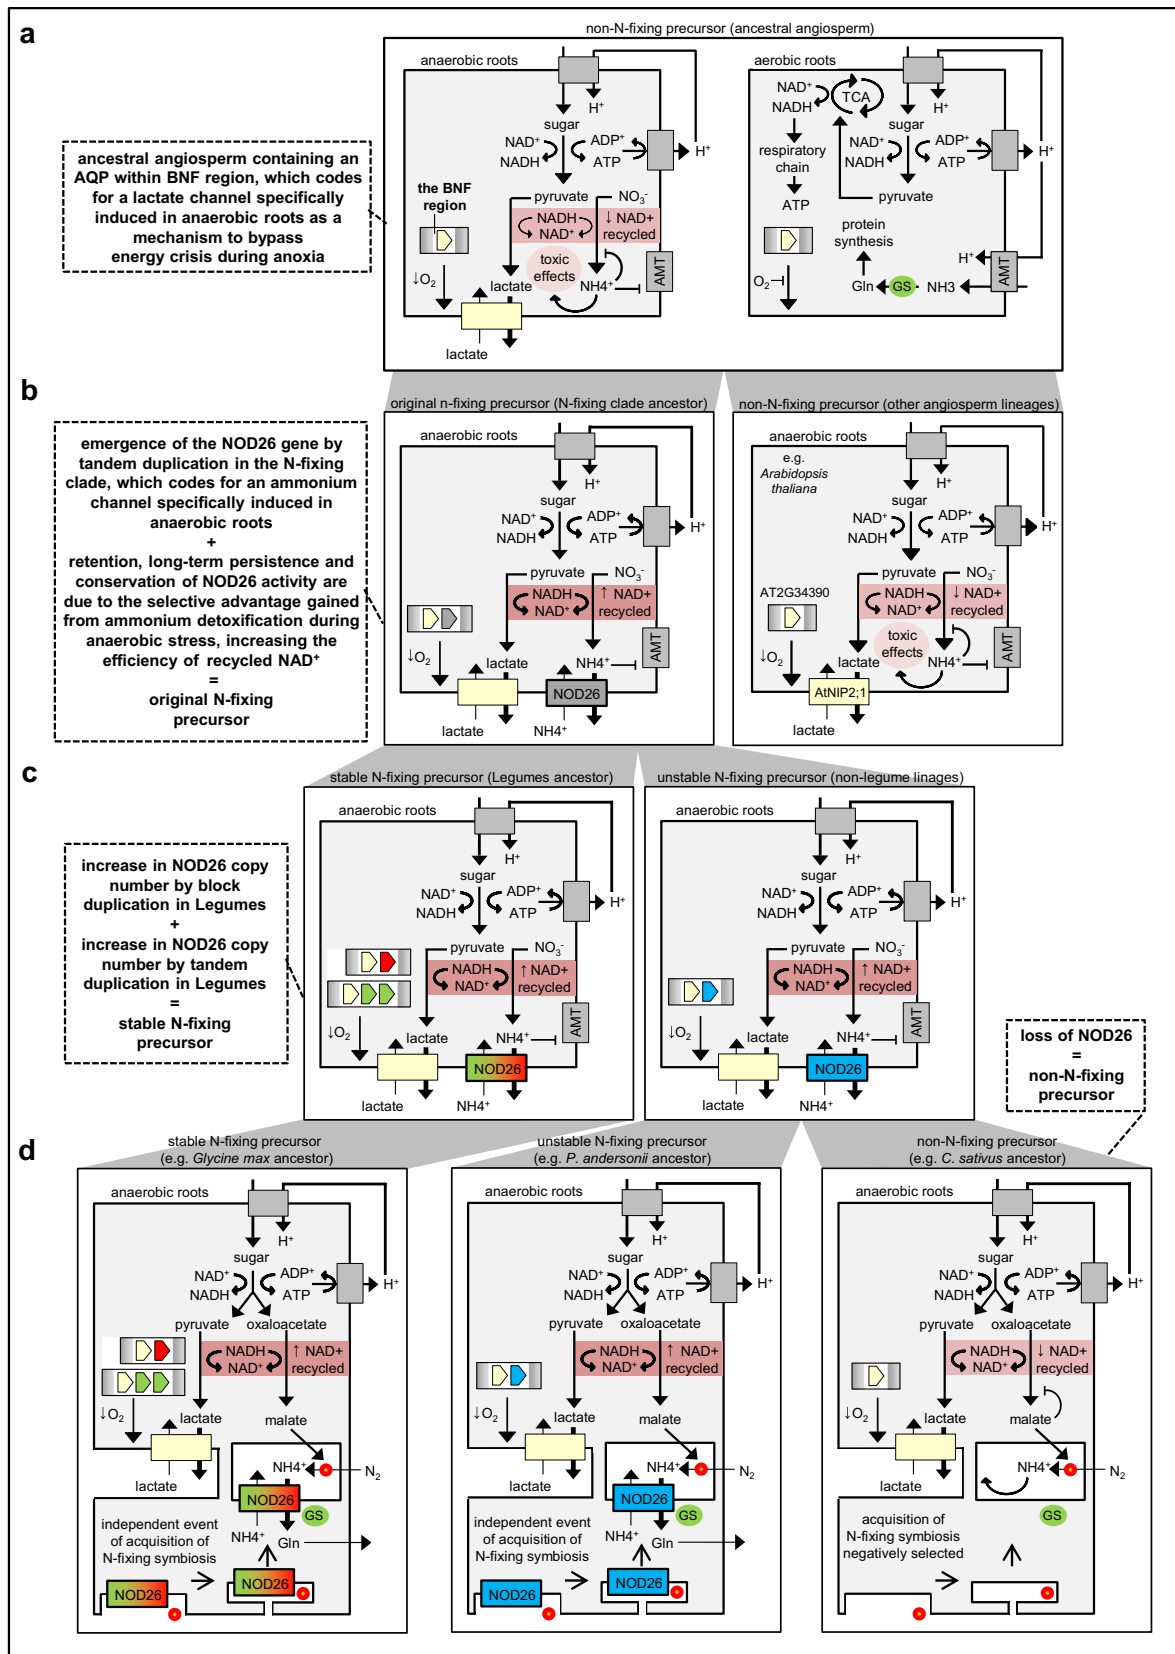 a
non-N-fixing precursor (ancestral angiosperm)
ancestral angiosperm containing an
AQP within BNF region, which codes
for a lactate channel specifically
induced in anaerobic roots as a
mechanism to bypass
energy crisis during anoxia
anaerobic roots
H⁺
sugar
NAD⁺
NADH
ADP⁺
ATP
H⁺
the BNF
region
pyruvate
NO₃⁻
NADH
NAD⁺
↓ NAD+
recycled
toxic
effects
↓O₂
lactate
NH4⁺
AMT
lactate
aerobic roots
NAD⁺
NADH
TCA
H⁺
sugar
respiratory
chain
NAD⁺
NADH
ADP⁺
ATP
H⁺
ATP
pyruvate
protein
synthesis
O₂
H⁺
AMT
Gln
GS
NH3
b
original n-fixing precursor (N-fixing clade ancestor)
emergence of the NOD26 gene by
tandem duplication in the N-fixing
clade, which codes for an ammonium
channel specifically induced in
anaerobic roots
+
retention, long-term persistence and
conservation of NOD26 activity are
due to the selective advantage gained
from ammonium detoxification during
anaerobic stress, increasing the
efficiency of recycled NAD⁺
=
original N-fixing
precursor
anaerobic roots
H⁺
sugar
NAD⁺
NADH
ADP⁺
ATP
H⁺
pyruvate
NO₃⁻
NADH
NAD⁺
↑ NAD+
recycled
↓O₂
lactate
NH4⁺
AMT
NOD26
lactate
NH4⁺
non-N-fixing precursor (other angiosperm lineages)
anaerobic roots
e.g.
Arabidopsis
thaliana
H⁺
sugar
NAD⁺
NADH
ADP⁺
ATP
H⁺
pyruvate
NO₃⁻
AT2G34390
NADH
NAD⁺
↓ NAD+
recycled
toxic
effects
↓O₂
lactate
NH4⁺
AMT
AtNIP2;1
lactate
c
stable N-fixing precursor (Legumes ancestor)
increase in NOD26 copy
number by block
duplication in Legumes
+
increase in NOD26 copy
number by tandem
duplication in Legumes
=
stable N-fixing
precursor
anaerobic roots
H⁺
sugar
NAD⁺
NADH
ADP⁺
ATP
H⁺
pyruvate
NO₃⁻
NADH
NAD⁺
↑ NAD+
recycled
↓O₂
lactate
NH4⁺
AMT
NOD26
lactate
NH4⁺
unstable N-fixing precursor (non-legume linages)
anaerobic roots
H⁺
sugar
NAD⁺
NADH
ADP⁺
ATP
H⁺
pyruvate
NO₃⁻
NADH
NAD⁺
↑ NAD+
recycled
↓O₂
lactate
NH4⁺
AMT
NOD26
lactate
NH4⁺
loss of NOD26
=
non-N-fixing
precursor
d
stable N-fixing precursor
(e.g. Glycine max ancestor)
anaerobic roots
H⁺
sugar
NAD⁺
NADH
ADP⁺
ATP
H⁺
pyruvate
oxaloacetate
NADH
NAD⁺
↑ NAD+
recycled
↓O₂
lactate
malate
NH4⁺
N₂
lactate
NOD26
GS
independent event
of acquisition of
N-fixing symbiosis
NH4⁺
Gln
NOD26
NOD26
unstable N-fixing precursor
(e.g. P. andersonii ancestor)
anaerobic roots
H⁺
sugar
NAD⁺
NADH
ADP⁺
ATP
H⁺
pyruvate
oxaloacetate
NADH
NAD⁺
↑ NAD+
recycled
↓O₂
lactate
malate
NH4⁺
N₂
lactate
NOD26
GS
independent event
of acquisition of
N-fixing symbiosis
NH4⁺
Gln
NOD26
NOD26
non-N-fixing precursor
(e.g. C. sativus ancestor)
anaerobic roots
H⁺
sugar
NAD⁺
NADH
ADP⁺
ATP
H⁺
pyruvate
oxaloacetate
NADH
NAD⁺
↓ NAD+
recycled
↓O₂
lactate
malate
NH4⁺
N₂
lactate
GS
acquisition of
N-fixing symbiosis
negatively selected